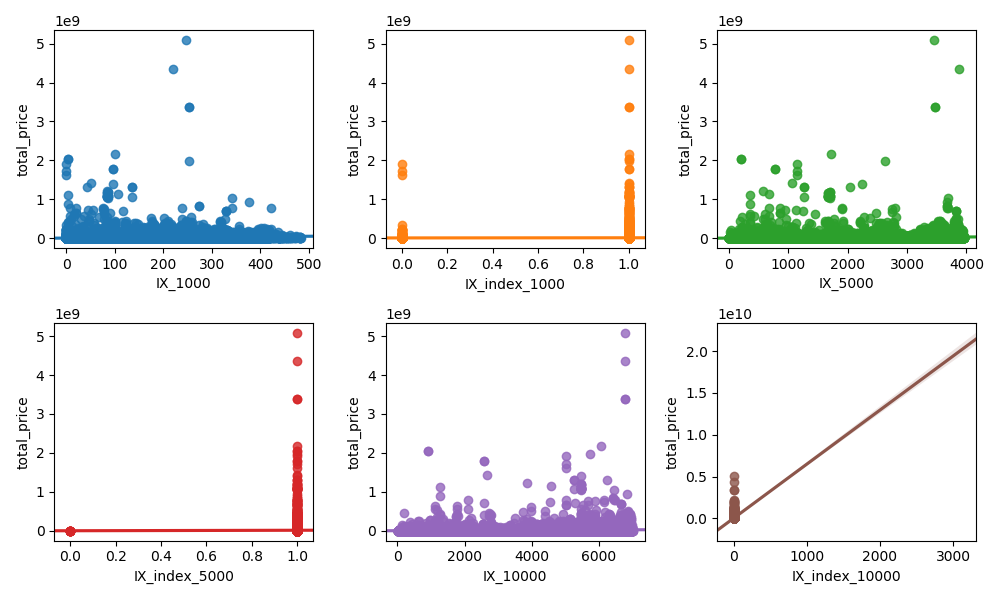 1e9
5
4
3
2
1
0
total_price
0 100 200 300 400 500
IX_1000
1e9
5
4
3
2
1
0
total_price
0.0 0.2 0.4 0.6 0.8 1.0
IX_index_1000
1e9
5
4
3
2
1
0
total_price
0 1000 2000 3000 4000
IX_5000
1e9
5
4
3
2
1
0
total_price
0.0 0.2 0.4 0.6 0.8 1.0
IX_index_5000
1e9
5
4
3
2
1
0
total_price
0 2000 4000 6000
IX_10000
1e10
2.0
1.5
1.0
0.5
0.0
total_price
0 1000 2000 3000
IX_index_10000